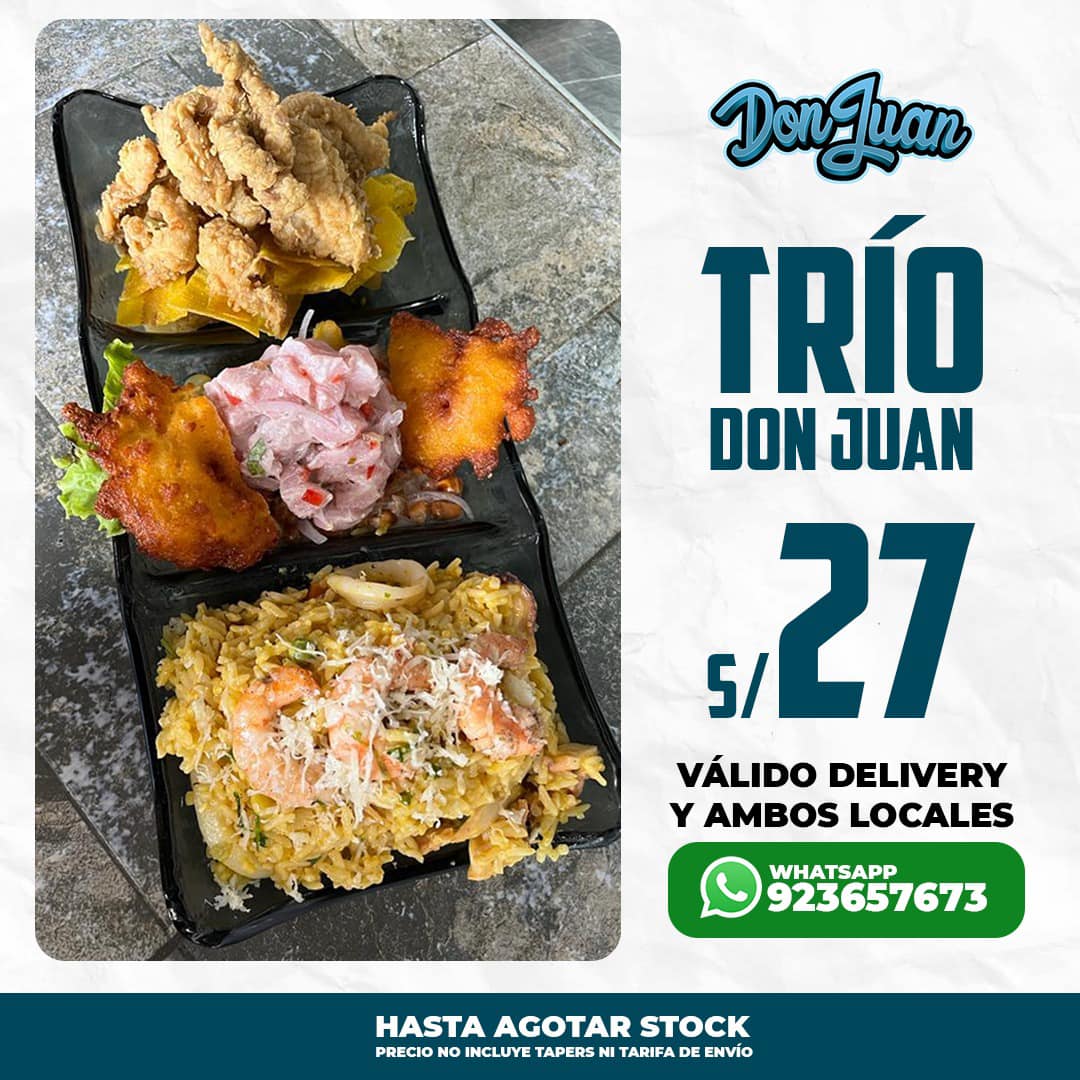 Don Juan
TRÍO
DON JUAN
S/27
VÁLIDO DELIVERY
Y AMBOS LOCALES
WHATSAPP
923657673
HASTA AGOTAR STOCK
PRECIO NO INCLUYE TAPERS NI TARIFA DE ENVÍO